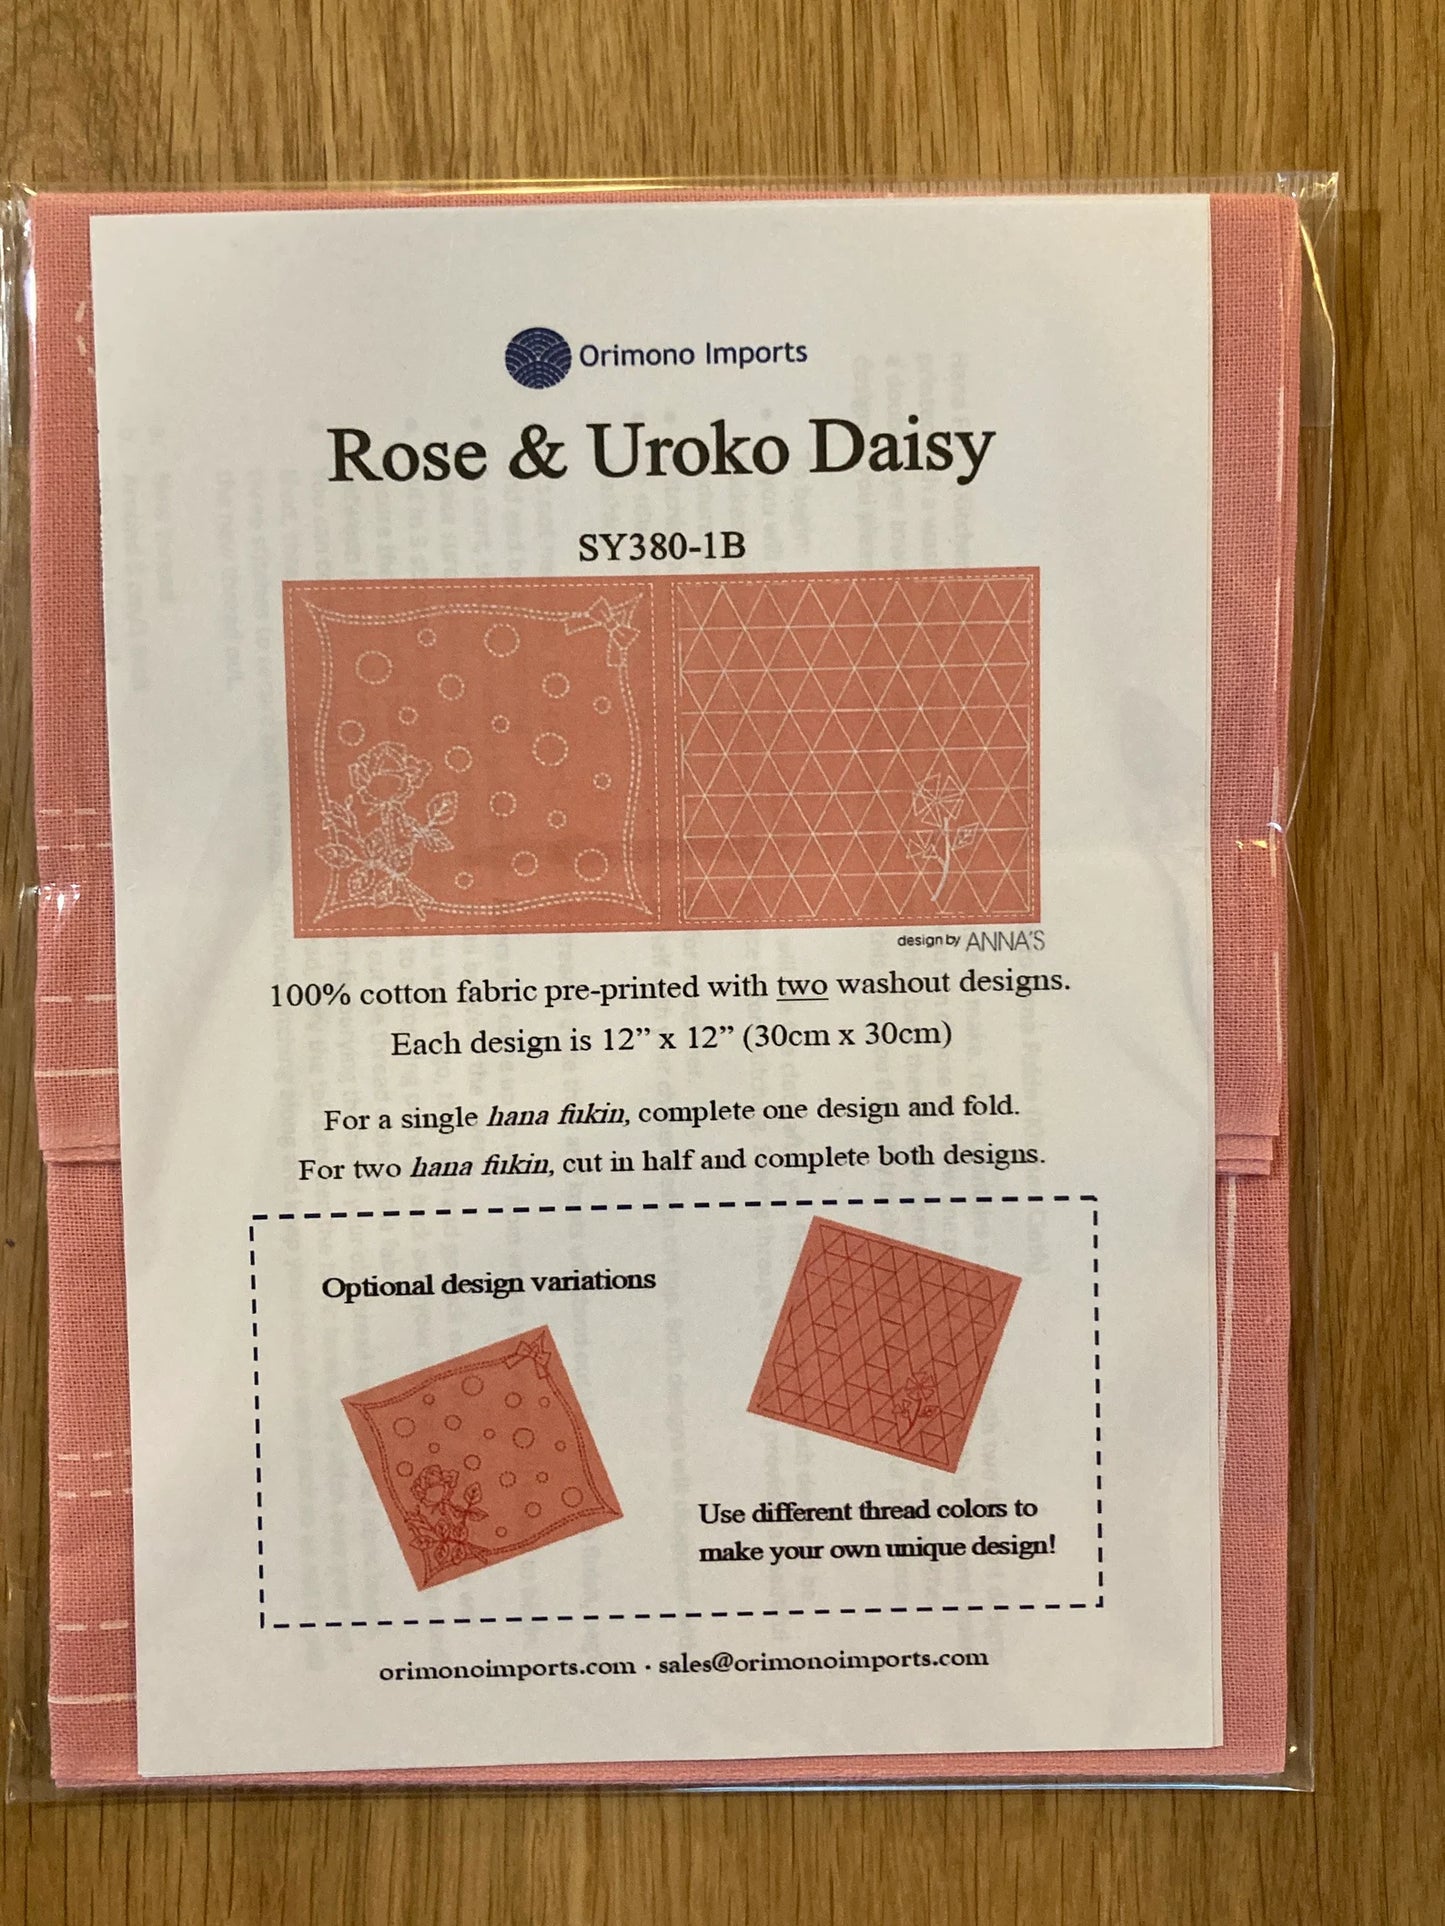 Orimono Imports
Rose & Uroko Daisy
SY380-1B
design by ANNA'S
100% cotton fabric pre-printed with two washout designs.
Each design is 12” x 12” (30cm x 30cm)
For a single hana fukin, complete one design and fold.
For two hana fukin, cut in half and complete both designs.
Optional design variations
Use different thread colors to
make your own unique design!
orimonoimports.com · sales@orimonoimports.com